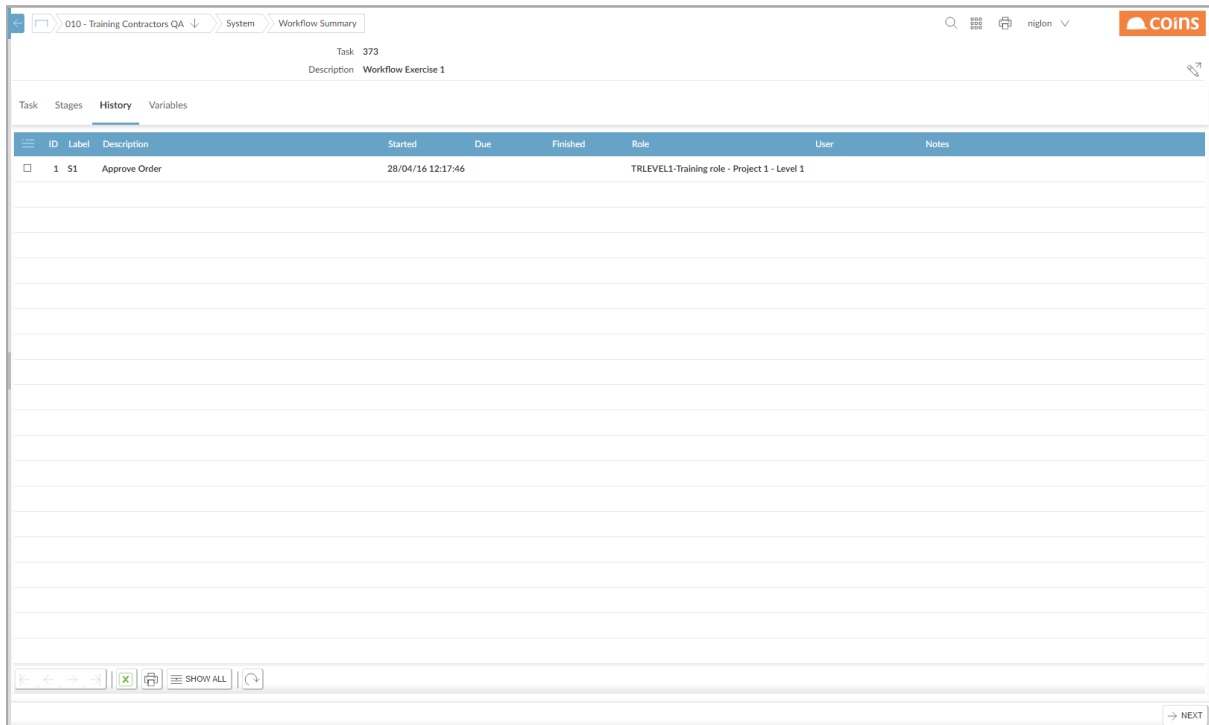 010 - Training Contractors QA System Workflow Summary niglon coins
Task 373
Description Workflow Exercise 1
Task Stages History Variables
ID Label Description Started Due Finished Role User Notes
1 S1 Approve Order 28/04/16 12:17:46 TRLEVEL1-Training role - Project 1 - Level 1
SHOW ALL
NEXT